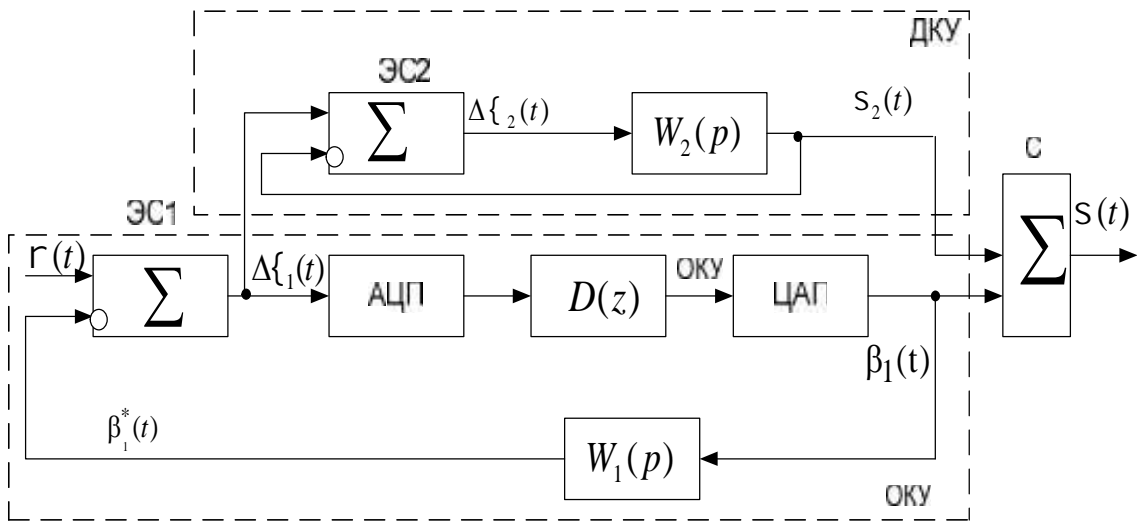 ДКУ
ЭС2
Σ
Δ{₂(t)
W₂(p)
S₂(t)
С
Σ
S(t)
ЭС1
r(t)
Σ
Δ{₁(t)
АЦП
D(z)
ОКУ
ЦАП
β₁(t)
β₁*(t)
W₁(p)
ОКУ